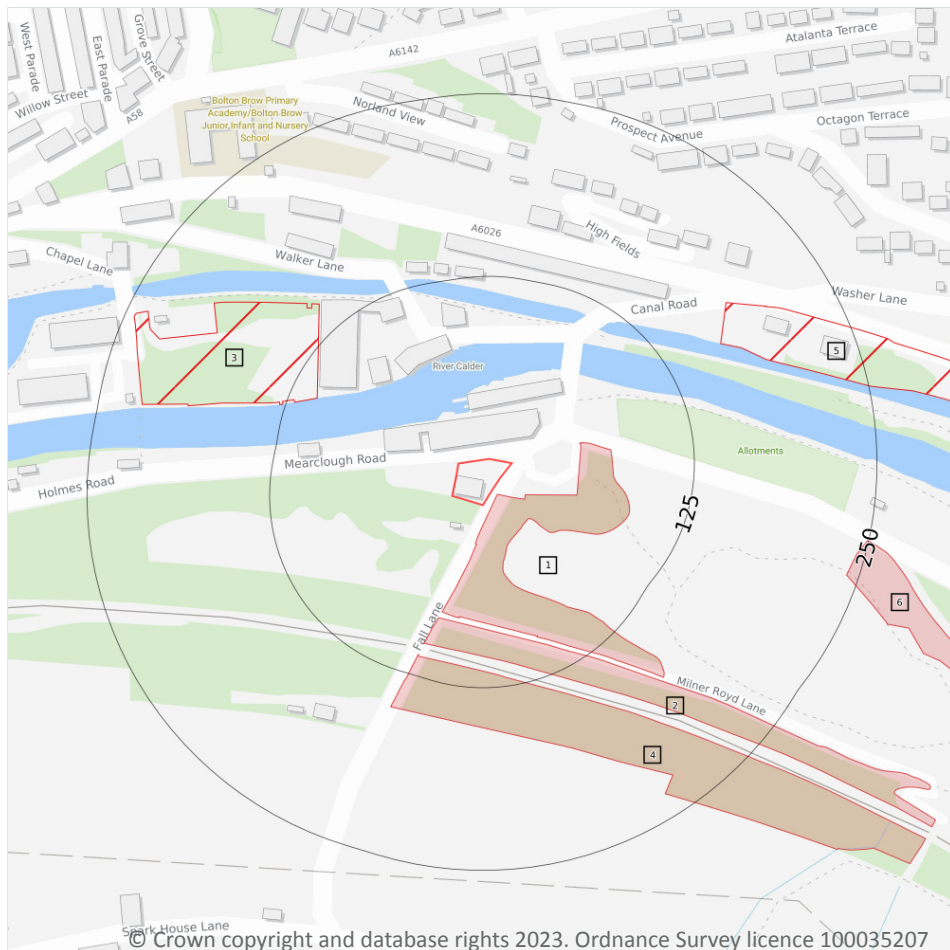 West Parade
East Parade
Grove Street
Willow Street
A58
A6142
Atalanta Terrace
Bolton Brow Primary
Academy/Bolton Brow
Junior,Infant and Nursery
School
Norland View
Prospect Avenue
Octagon Terrace
A6026
High Fields
Chapel Lane
Walker Lane
Canal Road
Washer Lane
3
5
River Calder
Allotments
Mearclough Road
Holmes Road
125
250
1
6
Fall Lane
Milner Royd Lane
2
4
Spark House Lane
© Crown copyright and database rights 2023. Ordnance Survey licence 100035207